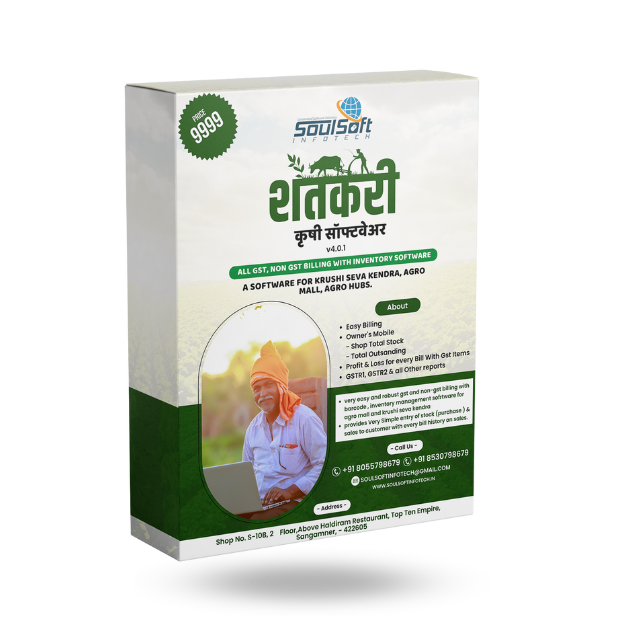 PRICE
9999
SoulSoft
INFOTECH
शतकरी
कृषी सॉफ्टवेअर
v4.0.1
ALL GST, NON GST BILLING WITH INVENTORY SOFTWARE
A SOFTWARE FOR KRUSHI SEVA KENDRA, AGRO
MALL, AGRO HUBS.
About
• Easy Billing
• Owner's Mobile
- Shop Total Stock
- Total Outsanding
• Profit & Loss for every Bill With Gst items
• GSTR1, GSTR2 & all Other reports
• very easy and robust gst and non-gst billing with
barcode , inventory management software for
agro mall and krushi seva kendra
• provides Very Simple entry of stock (purchase ) &
sales to customer with every bill history on sales.
- Call Us -
+91 8055798679 +91 8530798679
SOULSOFTINFOTECH@GMAIL.COM
WWW.SOULSOFTINFOTECH.IN
- Address -
Shop No. S-10B, 2 Floor,Above Haldiram Restaurant, Top Ten Empire,
Sangamner, - 422605